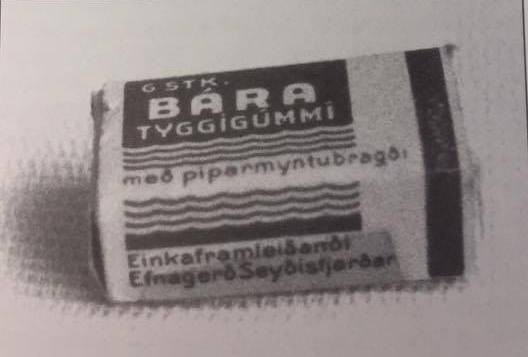 6 STK.
BÁRA
TYGGIGÚMMÍ
með piparmyntubragði
Einkaframleiðandi
Efnagerð Seyðisfjarðar